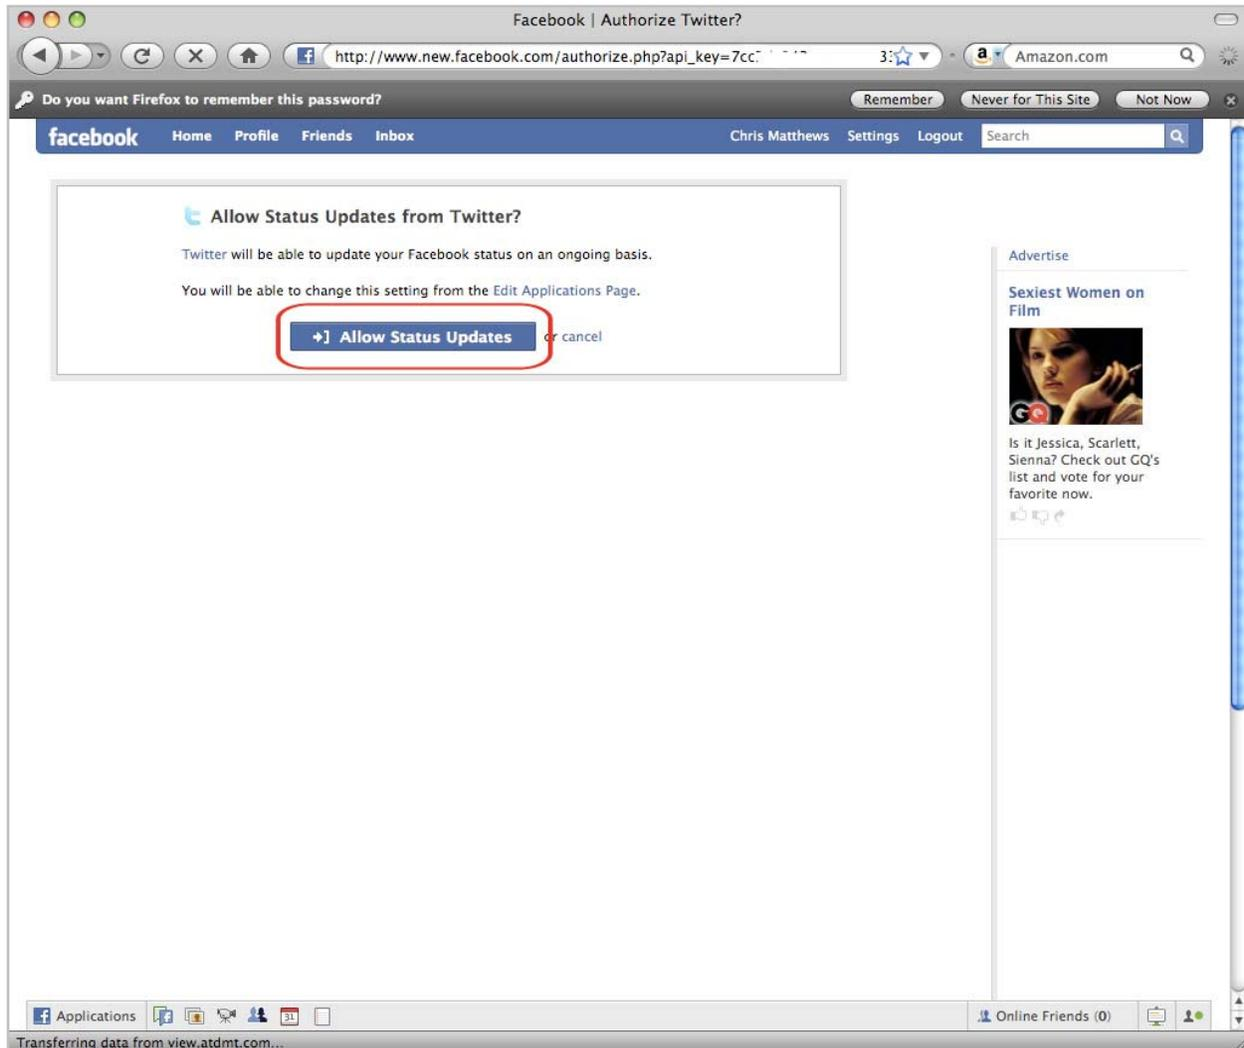 Facebook | Authorize Twitter?
http://www.new.facebook.com/authorize.php?api_key=7cc
Amazon.com
Do you want Firefox to remember this password?
Remember
Never for This Site
Not Now
facebook Home Profile Friends Inbox Chris Matthews Settings Logout Search
Allow Status Updates from Twitter?
Twitter will be able to update your Facebook status on an ongoing basis.
You will be able to change this setting from the Edit Applications Page.
Allow Status Updates or cancel
Advertise
Sexiest Women on
Film
GQ
Is it Jessica, Scarlett,
Sienna? Check out GQ's
list and vote for your
favorite now.
Applications 31 Online Friends (0)
Transferring data from view.atdmt.com...